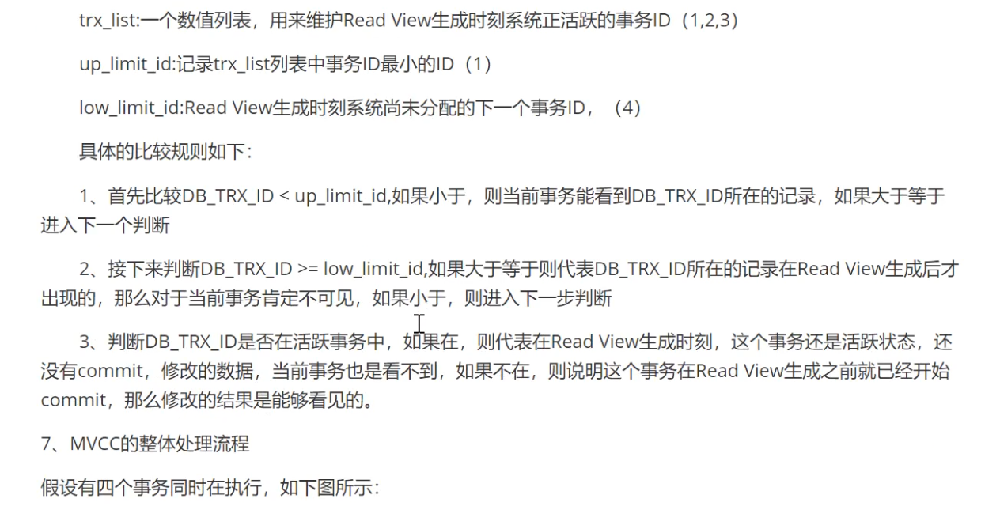 trx_list:一个数值列表，用来维护Read View生成时刻系统正活跃的事务ID（1,2,3）
up_limit_id:记录trx_list列表中事务ID最小的ID（1）
low_limit_id:Read View生成时刻系统尚未分配的下一个事务ID，（4）
具体的比较规则如下：
1、首先比较DB_TRX_ID < up_limit_id,如果小于，则当前事务能看到DB_TRX_ID所在的记录，如果大于等于
进入下一个判断
2、接下来判断DB_TRX_ID >= low_limit_id,如果大于等于则代表DB_TRX_ID所在的记录在Read View生成后才
出现的，那么对于当前事务肯定不可见，如果小于，则进入下一步判断
3、判断DB_TRX_ID是否在活跃事务中，如果在，则代表在Read View生成时刻，这个事务还是活跃状态，还
没有commit，修改的数据，当前事务也是看不到，如果不在，则说明这个事务在Read View生成之前就已经开始
commit，那么修改的结果是能够看见的。
7、MVCC的整体处理流程
假设有四个事务同时在执行，如下图所示：